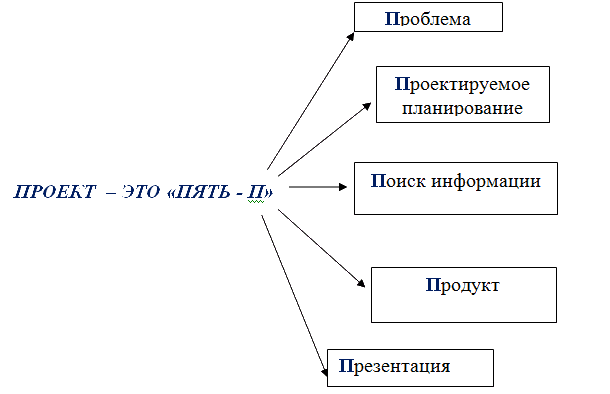 Проблема
Проектируемое
планирование
Поиск информации
ПРОЕКТ – ЭТО «ПЯТЬ - П»
Продукт
Презентация